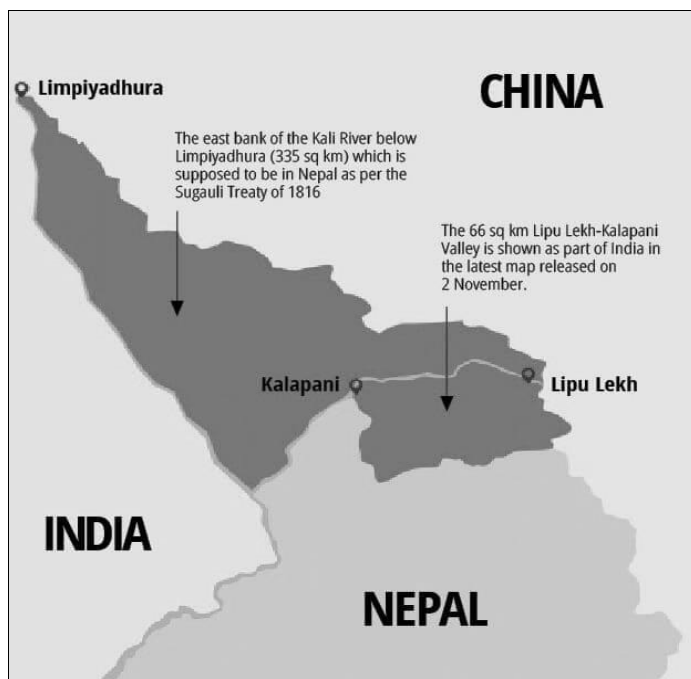 Limpiyadhura
CHINA
The east bank of the Kali River below
Limpiyadhura (335 sq km) which is
supposed to be in Nepal as per the
Sugauli Treaty of 1816
The 66 sq km Lipu Lekh-Kalapani
Valley is shown as part of India in
the latest map released on
2 November.
Kalapani
Lipu Lekh
INDIA
NEPAL